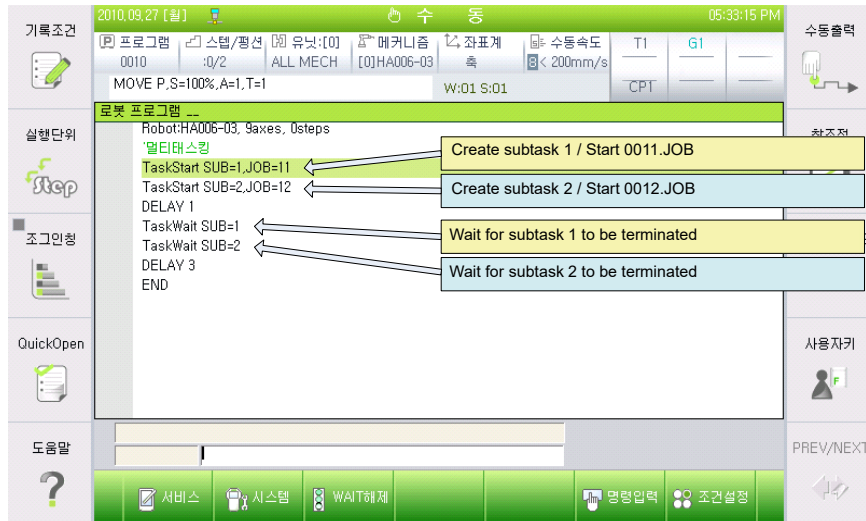 기록조건
2010,09,27 [월]
수 동
05:33:15 PM
수동출력
P 프로그램
0010
스텝/펑션
:0/2
유닛:[0]
ALL MECH
메커니즘
[0]HA006-03
좌표계
축
수동속도
8< 200mm/s
T1
G1
CP1
MOVE P,S=100%,A=1,T=1
W:01 S:01
로봇 프로그램 __
Robot:HA006-03, 9axes, 0steps
'멀티태스킹
TaskStart SUB=1,JOB=11
TaskStart SUB=2,JOB=12
DELAY 1
TaskWait SUB=1
TaskWait SUB=2
DELAY 3
END
Create subtask 1 / Start 0011.JOB
Create subtask 2 / Start 0012.JOB
Wait for subtask 1 to be terminated
Wait for subtask 2 to be terminated
실행단위
Step
조그인칭
QuickOpen
도움말
사용자키
F
PREV/NEXT
서비스
시스템
WAIT해제
명령입력
조건설정